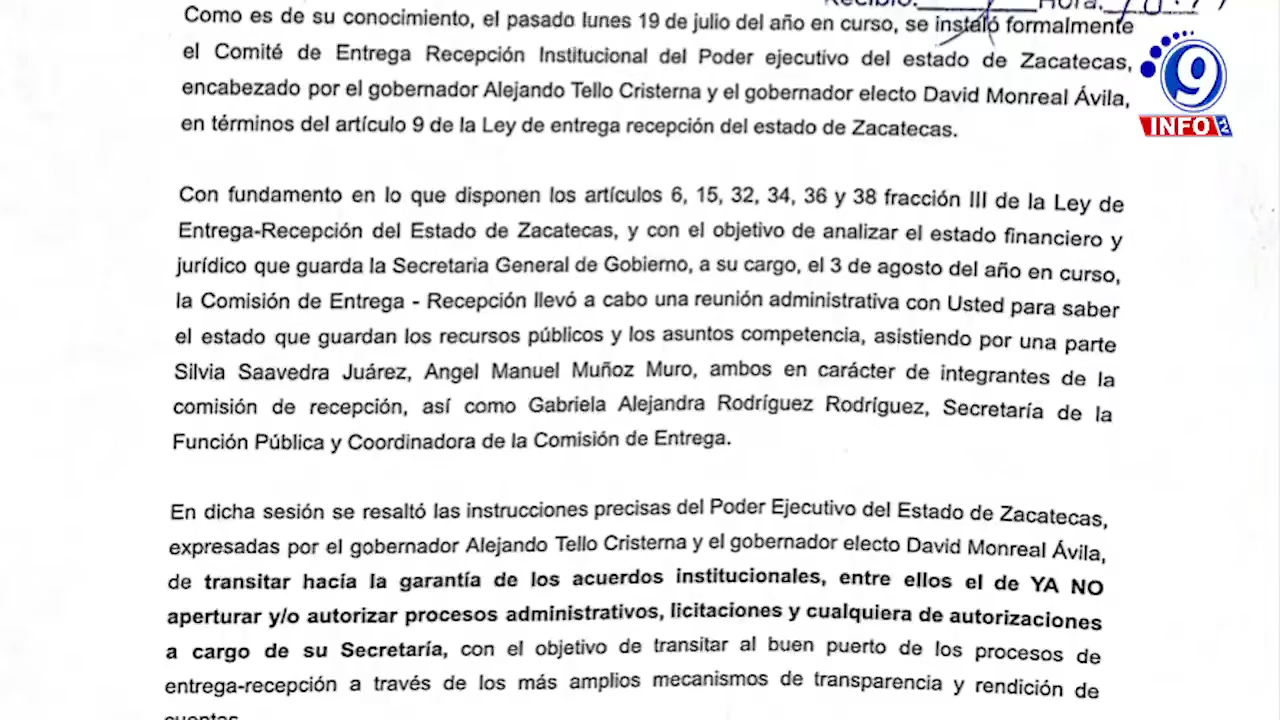 Recibió: Hora:
Como es de su conocimiento, el pasado lunes 19 de julio del año en curso, se instaló formalmente
el Comité de Entrega Recepción Institucional del Poder ejecutivo del estado de Zacatecas,
encabezado por el gobernador Alejando Tello Cristerna y el gobernador electo David Monreal Ávila,
en términos del artículo 9 de la Ley de entrega recepción del estado de Zacatecas.
9
INFO TV
Con fundamento en lo que disponen los artículos 6, 15, 32, 34, 36 y 38 fracción III de la Ley de
Entrega-Recepción del Estado de Zacatecas, y con el objetivo de analizar el estado financiero y
jurídico que guarda la Secretaria General de Gobierno, a su cargo, el 3 de agosto del año en curso,
la Comisión de Entrega - Recepción llevó a cabo una reunión administrativa con Usted para saber
el estado que guardan los recursos públicos y los asuntos competencia, asistiendo por una parte
Silvia Saavedra Juárez, Angel Manuel Muñoz Muro, ambos en carácter de integrantes de la
comisión de recepción, así como Gabriela Alejandra Rodríguez Rodríguez, Secretaría de la
Función Pública y Coordinadora de la Comisión de Entrega.
En dicha sesión se resaltó las instrucciones precisas del Poder Ejecutivo del Estado de Zacatecas,
expresadas por el gobernador Alejando Tello Cristerna y el gobernador electo David Monreal Ávila,
de transitar hacía la garantía de los acuerdos institucionales, entre ellos el de YA NO
aperturar y/o autorizar procesos administrativos, licitaciones y cualquiera de autorizaciones
a cargo de su Secretaría, con el objetivo de transitar al buen puerto de los procesos de
entrega-recepción a través de los más amplios mecanismos de transparencia y rendición de
cuentas